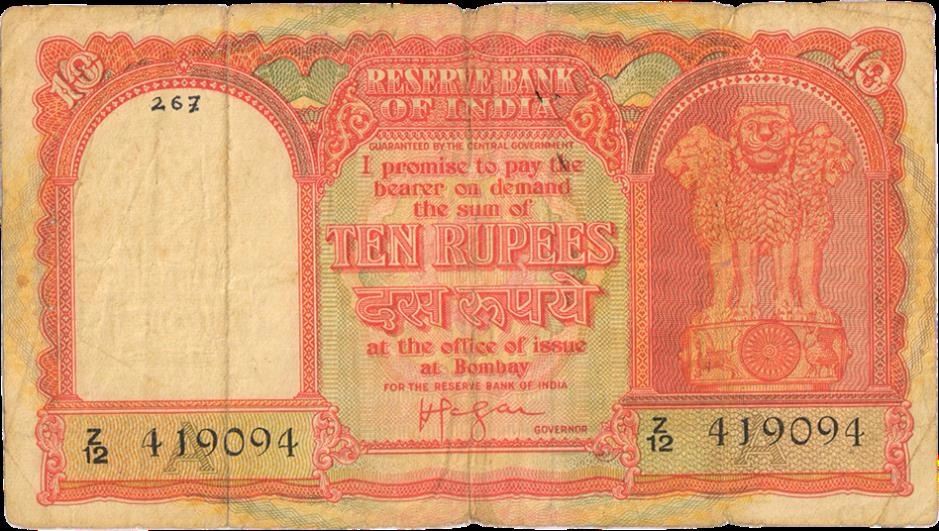 10
10
267
RESERVE BANK
OF INDIA
GUARANTEED BY THE CENTRAL GOVERNMENT
I promise to pay the
bearer on demand
the sum of
TEN RUPEES
दस रूपये
at the office of issue
at Bombay
FOR THE RESERVE BANK OF INDIA
GOVERNOR
Z/12 419094
A
Z/12 419094
A